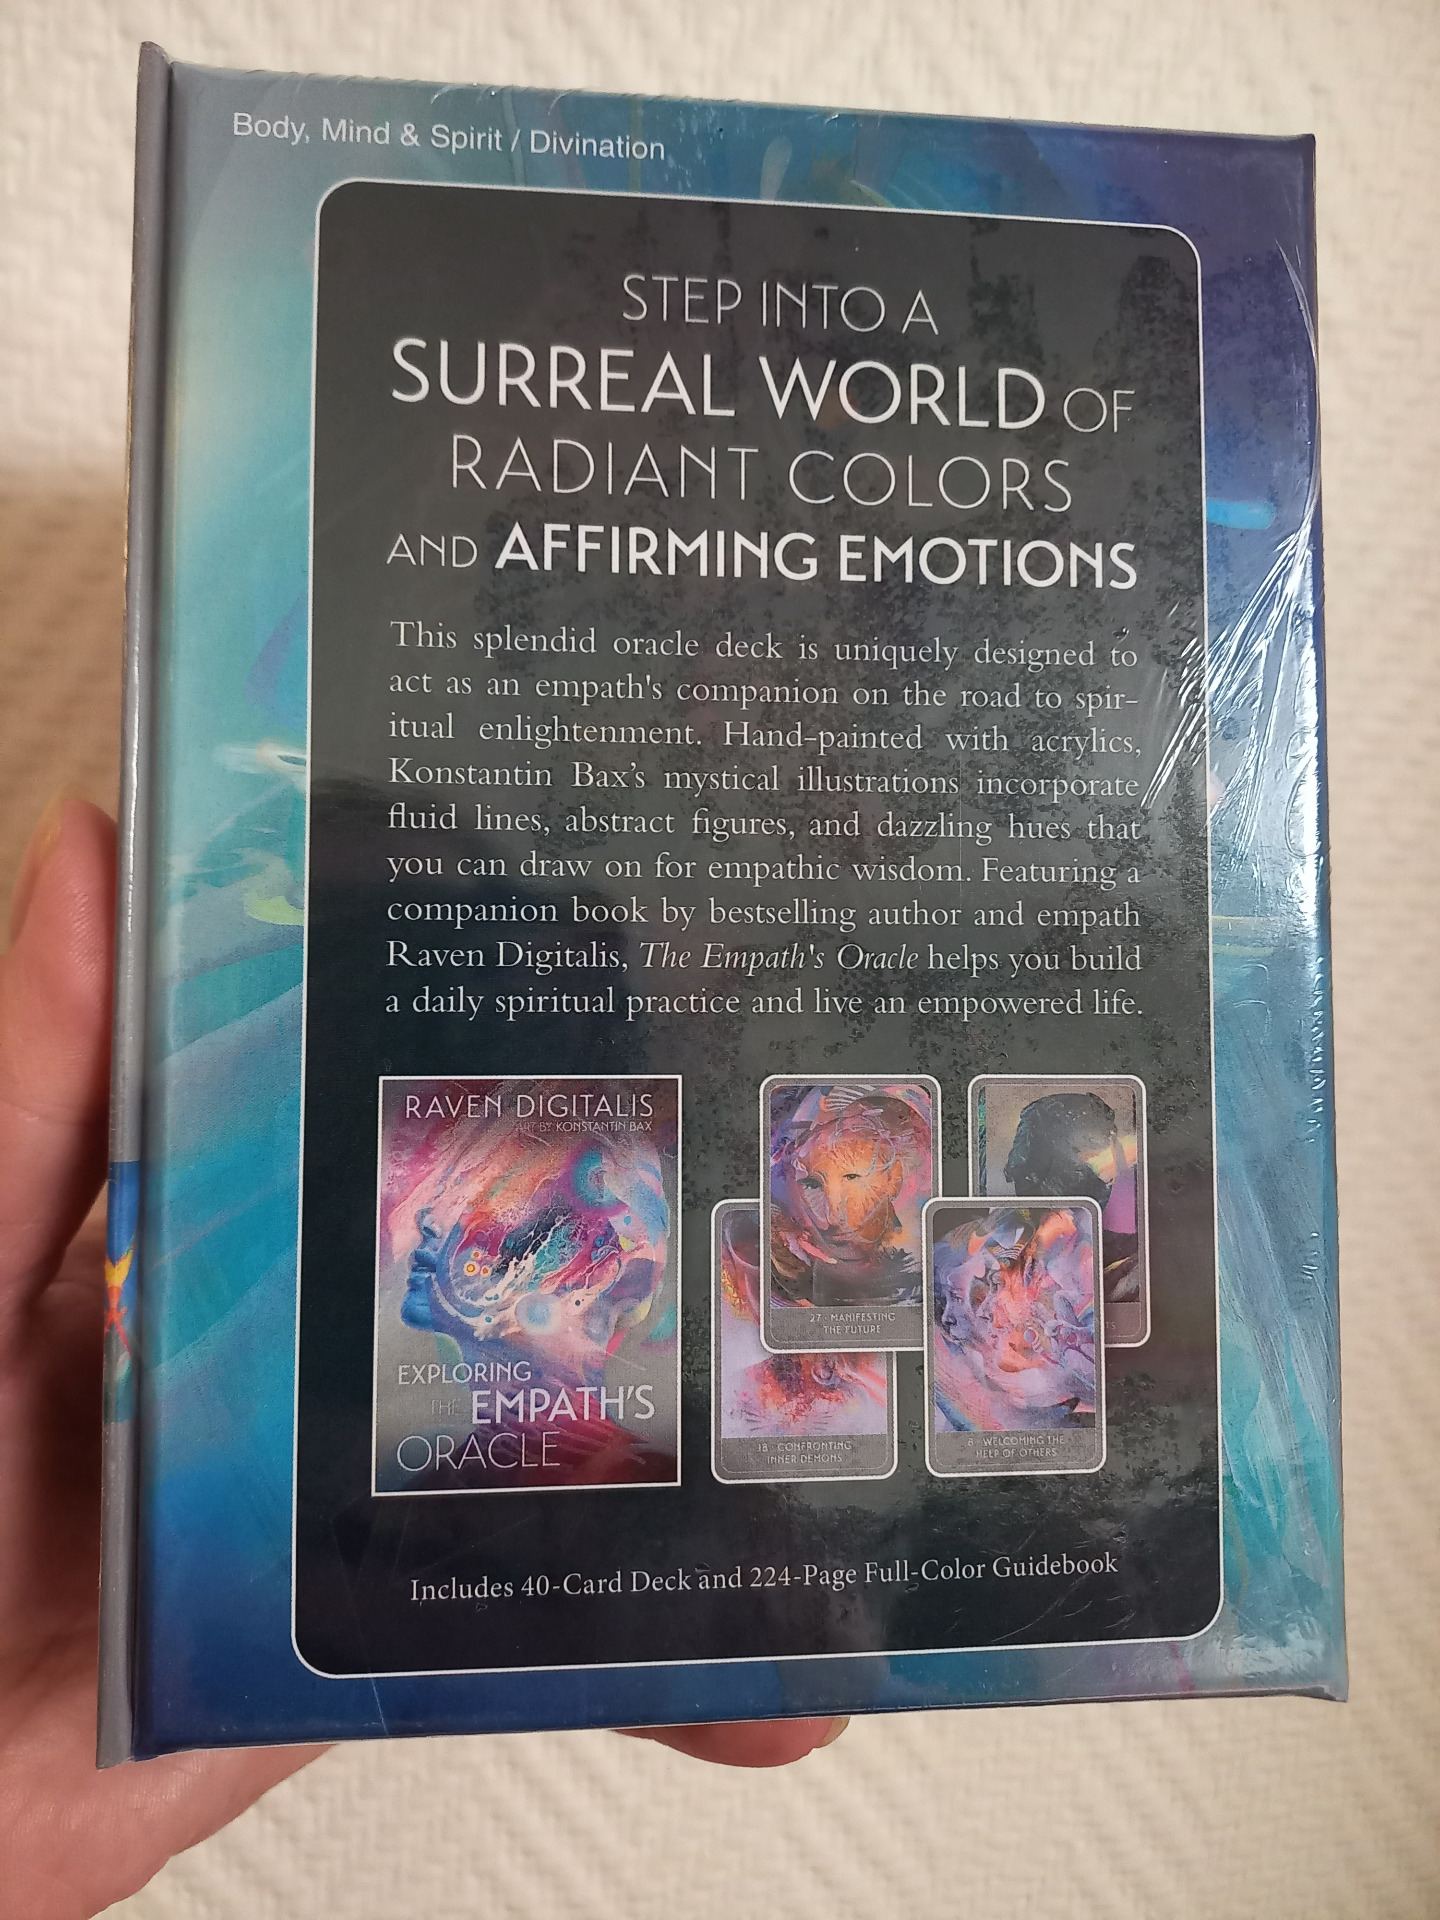 Body, Mind & Spirit / Divination
STEP INTO A
SURREAL WORLD OF
RADIANT COLORS
AND AFFIRMING EMOTIONS
This splendid oracle deck is uniquely designed to
act as an empath's companion on the road to spir-
itual enlightenment. Hand-painted with acrylics,
Konstantin Bax’s mystical illustrations incorporate
fluid lines, abstract figures, and dazzling hues that
you can draw on for empathic wisdom. Featuring a
companion book by bestselling author and empath
Raven Digitalis, The Empath's Oracle helps you build
a daily spiritual practice and live an empowered life.
RAVEN DIGITALIS
ART BY KONSTANTIN BAX
EXPLORING
THE EMPATH'S
ORACLE
27 · MANIFESTING
THE FUTURE
18 · CONFRONTING
INNER DEMONS
8 · WELCOMING THE
HELP OF OTHERS
Includes 40-Card Deck and 224-Page Full-Color Guidebook